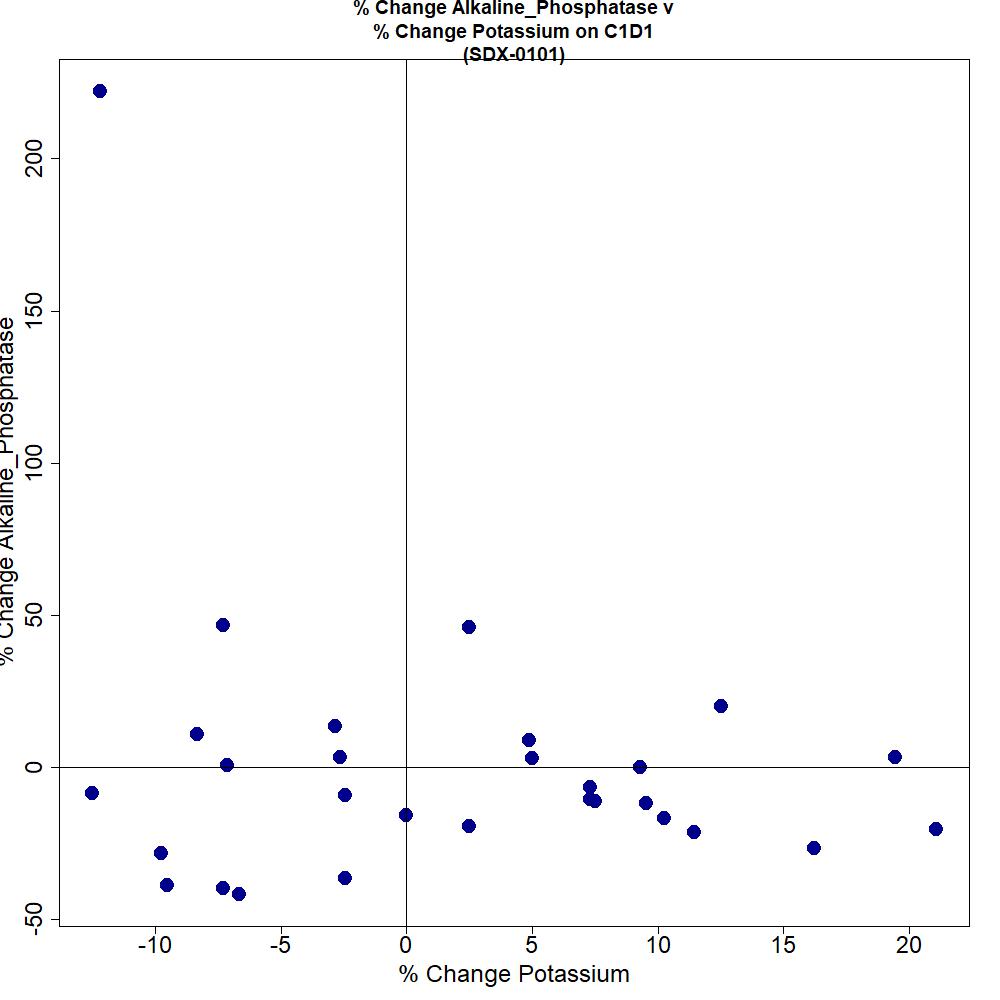 % Change Alkaline_Phosphatase v
% Change Potassium on C1D1
(SDX-0101)
% Change Alkaline_Phosphatase
200
150
100
50
0
-50
-10
-5
0
5
10
15
20
% Change Potassium